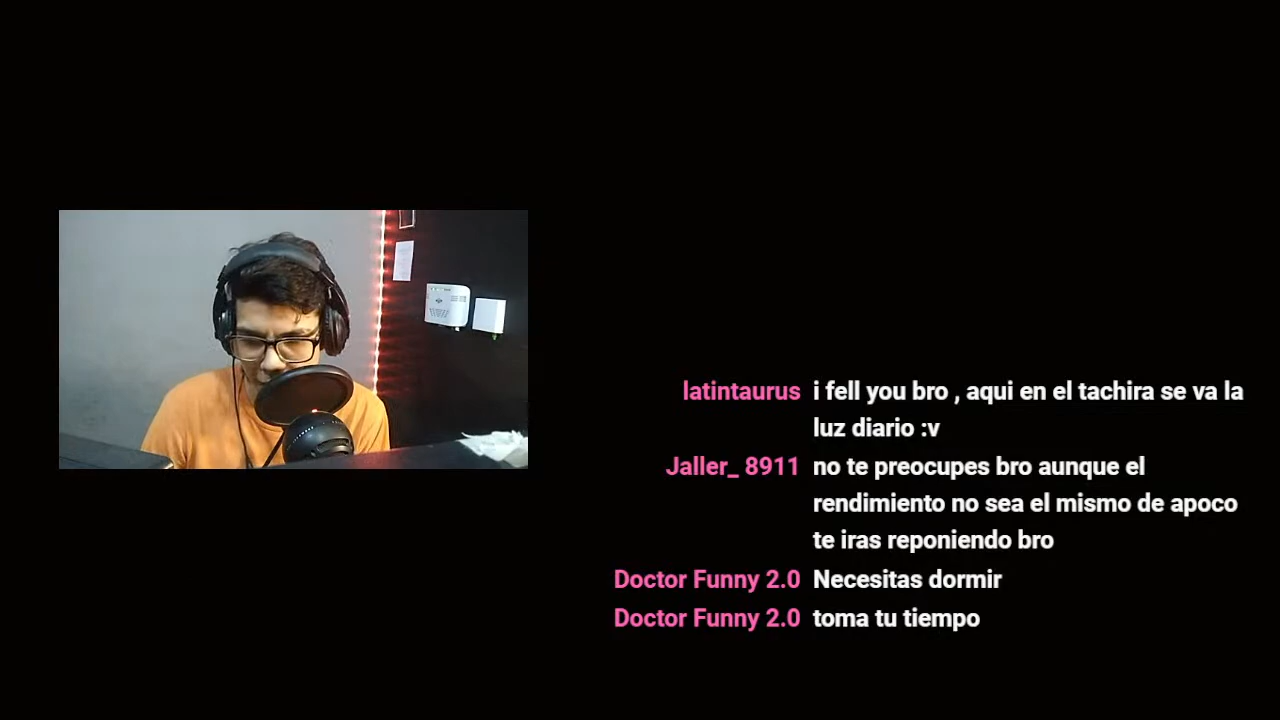 latintaurus i fell you bro , aqui en el tachira se va la
luz diario :v
Jaller_ 8911 no te preocupes bro aunque el
rendimiento no sea el mismo de apoco
te iras reponiendo bro
Doctor Funny 2.0 Necesitas dormir
Doctor Funny 2.0 toma tu tiempo